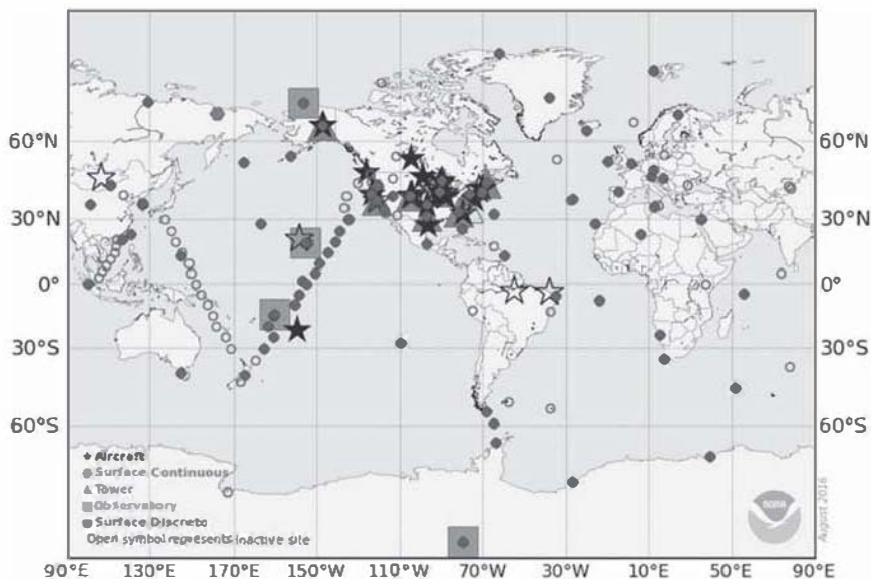 60°N 60°N
30°N 30°N
0° 0°
30°S 30°S
60°S 60°S
Aircraft
Surface Continuous
Tower
Observatory
Surface Discrete
Open symbol represents inactive site
NOAA
August 2016
90°E 130°E 170°E 150°W 110°W 70°W 30°W 10°E 50°E 90°E